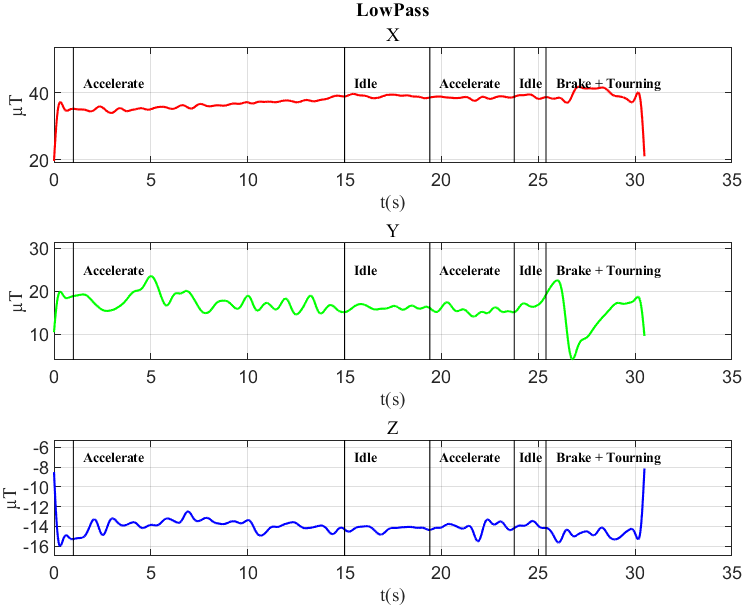 LowPass
X
Accelerate Idle Accelerate Idle Brake + Tourning
40
20
μT
0 5 10 15 20 25 30 35
t(s)
Y
30
Accelerate Idle Accelerate Idle Brake + Tourning
20
10
μT
0 5 10 15 20 25 30 35
t(s)
Z
-6
Accelerate Idle Accelerate Idle Brake + Tourning
-8
-10
-12
-14
-16
μT
0 5 10 15 20 25 30 35
t(s)